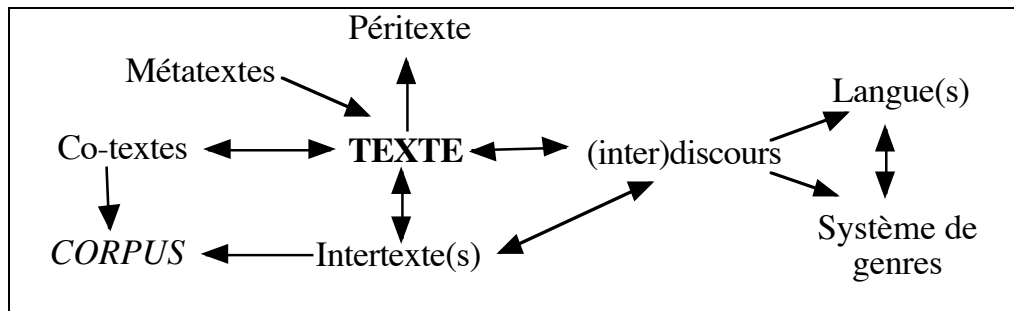 Péritexte
Métatextes
Langue(s)
Co-textes
TEXTE
(inter)discours
CORPUS
Intertexte(s)
Système de
genres